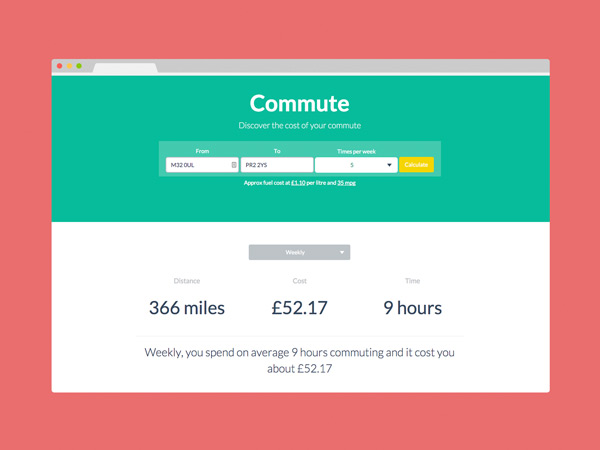 Commute
Discover the cost of your commute
From To Times per week
M32 0UL PR2 2YS 5 Calculate
Approx fuel cost at £1.10 per litre and 35 mpg
Weekly
Distance Cost Time
366 miles £52.17 9 hours
Weekly, you spend on average 9 hours commuting and it cost you
about £52.17